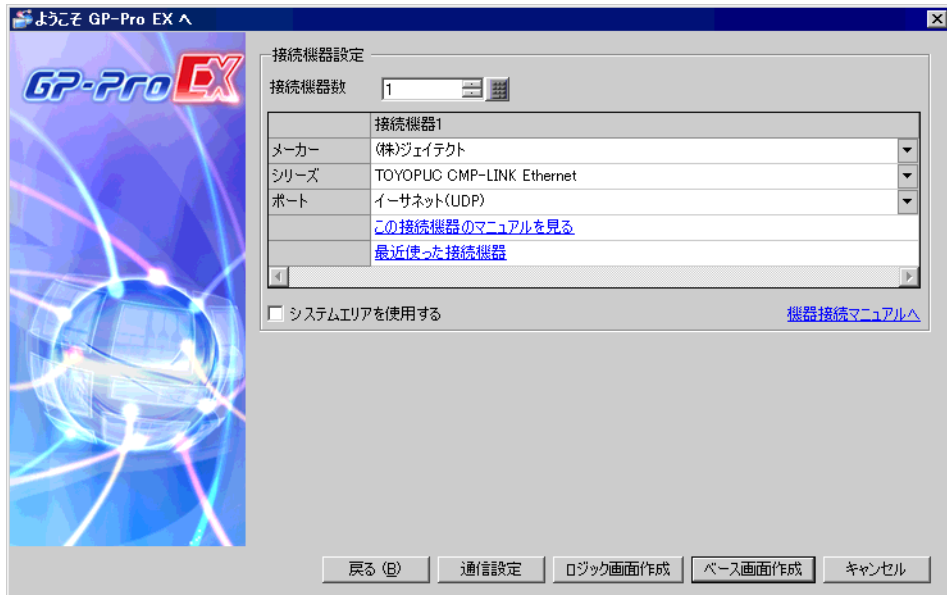 ようこそ GP-Pro EX へ
GP-Pro EX
接続機器設定
接続機器数 1
接続機器1
メーカー (株)ジェイテクト
シリーズ TOYOPUC CMP-LINK Ethernet
ポート イーサネット(UDP)
この接続機器のマニュアルを見る
最近使った接続機器
システムエリアを使用する 機器接続マニュアルへ
戻る (B) 通信設定 ロジック画面作成 ベース画面作成 キャンセル